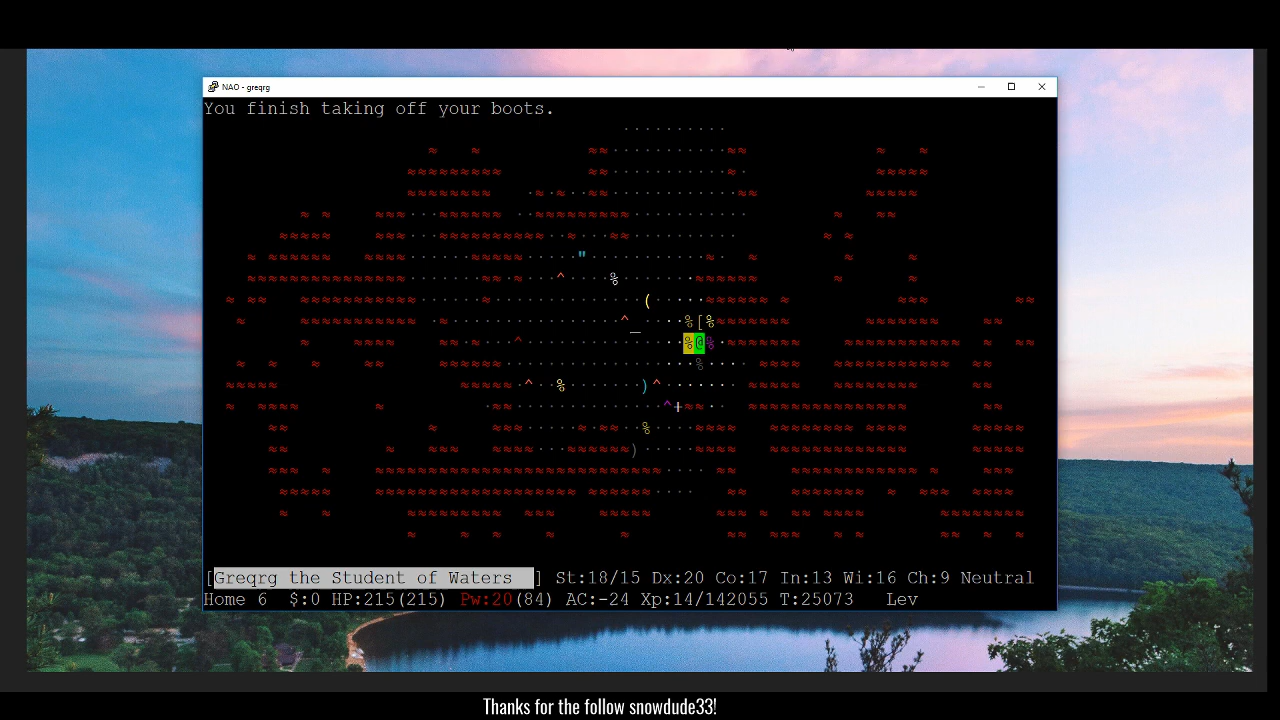 NAO - greqrg
You finish taking off your boots.
[Greqrg the Student of Waters ] St:18/15 Dx:20 Co:17 In:13 Wi:16 Ch:9 Neutral
Home 6 $:0 HP:215(215) Pw:20(84) AC:-24 Xp:14/142055 T:25073 Lev
Thanks for the follow snowdude33!